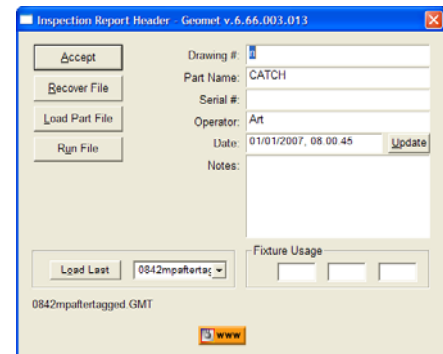 Inspection Report Header - Geomet v.6.66.003.013
Accept
Recover File
Load Part File
Run File
Drawing #: n
Part Name: CATCH
Serial #:
Operator: Art
Date: 01/01/2007, 08.00.45 Update
Notes:
Load Last 0842mpaftertag
Fixture Usage
0842mpaftertagged.GMT
www